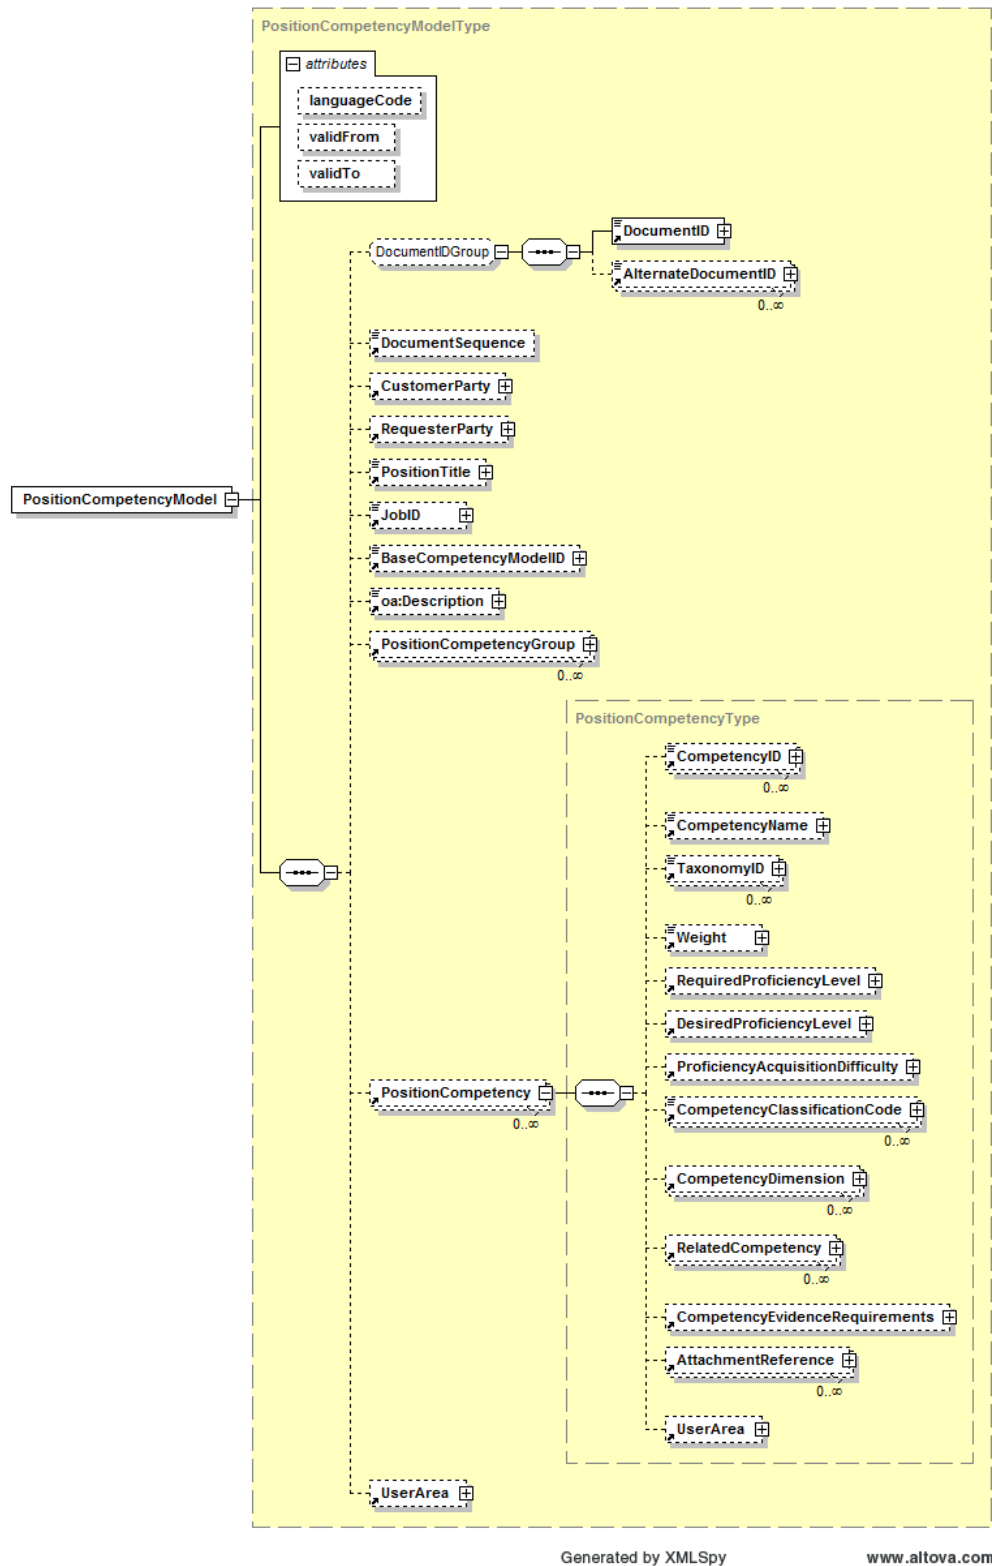 PositionCompetencyModelType
attributes
languageCode
validFrom
validTo
DocumentIDGroup
DocumentID
AlternateDocumentID
0..∞
DocumentSequence
CustomerParty
RequesterParty
PositionTitle
PositionCompetencyModel
JobID
BaseCompetencyModelID
oa:Description
PositionCompetencyGroup
0..∞
PositionCompetencyType
CompetencyID
0..∞
CompetencyName
TaxonomyID
0..∞
Weight
RequiredProficiencyLevel
DesiredProficiencyLevel
ProficiencyAcquisitionDifficulty
PositionCompetency
0..∞
CompetencyClassificationCode
0..∞
CompetencyDimension
0..∞
RelatedCompetency
0..∞
CompetencyEvidenceRequirements
AttachmentReference
0..∞
UserArea
UserArea
Generated by XMLSpy
www.altova.com